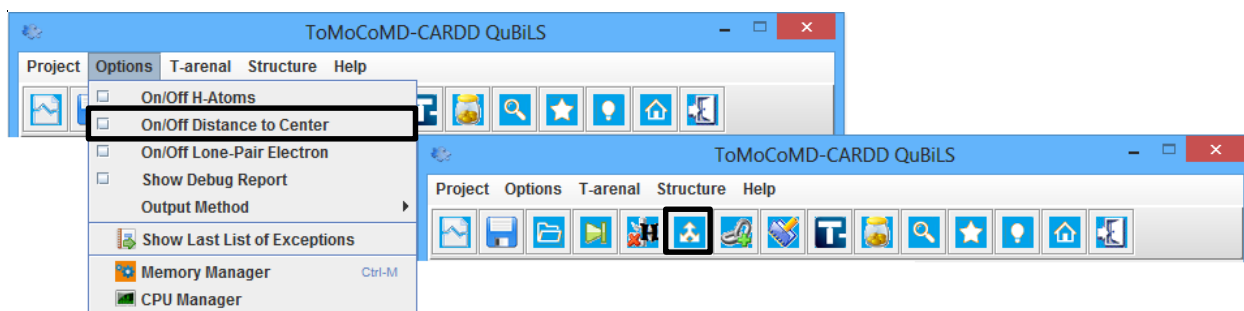 ToMoCoMD-CARDD QuBiLS
Project Options T-arenal Structure Help
On/Off H-Atoms
On/Off Distance to Center
On/Off Lone-Pair Electron
Show Debug Report
Output Method
Show Last List of Exceptions
Memory Manager Ctrl-M
CPU Manager
ToMoCoMD-CARDD QuBiLS
Project Options T-arenal Structure Help
H T